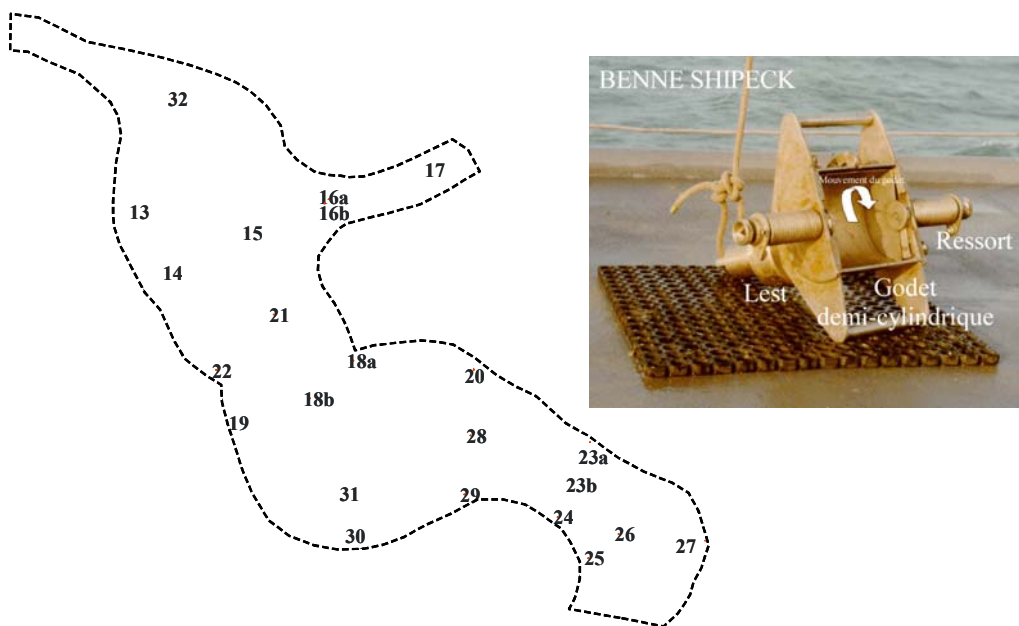 32
17
16a
16b
13
15
14
21
18a
22
20
18b
19
28
23a
23b
31
29
24
30
26
27
25
BENNE SHIPECK
Mouvement du godet
Ressort
Lest
Godet
demi-cylindrique